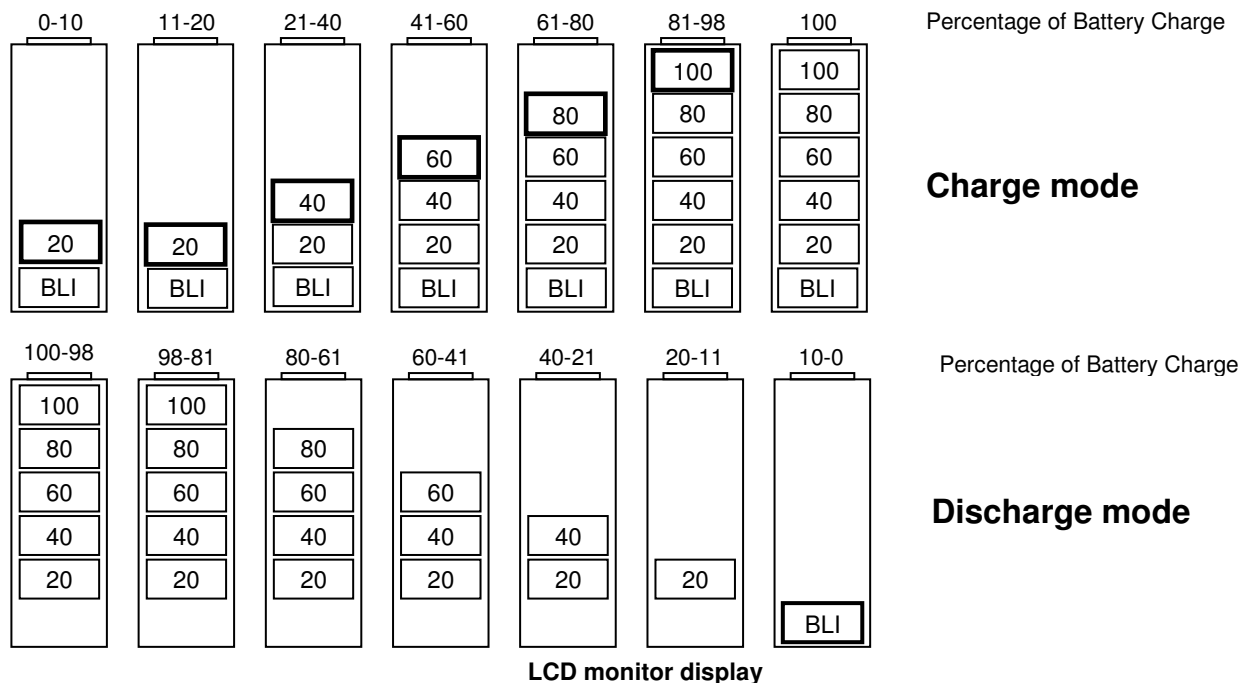 0-10 11-20 21-40 41-60 61-80 81-98 100 Percentage of Battery Charge
100 100
80 80 80
60 60 60 60
Charge mode
40 40 40 40 40
20 20 20 20 20 20 20
BLI BLI BLI BLI BLI BLI BLI
100-98 98-81 80-61 60-41 40-21 20-11 10-0 Percentage of Battery Charge
100 100
80 80 80
60 60 60 60
Discharge mode
40 40 40 40 40
20 20 20 20 20 20
BLI
LCD monitor display